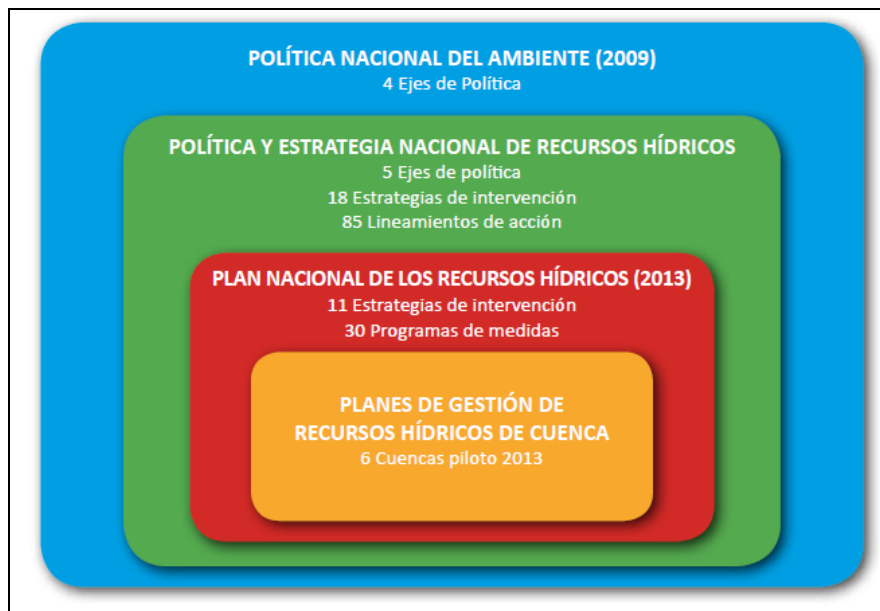 POLÍTICA NACIONAL DEL AMBIENTE (2009)
4 Ejes de Política
POLÍTICA Y ESTRATEGIA NACIONAL DE RECURSOS HÍDRICOS
5 Ejes de política
18 Estrategias de intervención
85 Lineamientos de acción
PLAN NACIONAL DE LOS RECURSOS HÍDRICOS (2013)
11 Estrategias de intervención
30 Programas de medidas
PLANES DE GESTIÓN DE
RECURSOS HÍDRICOS DE CUENCA
6 Cuencas piloto 2013